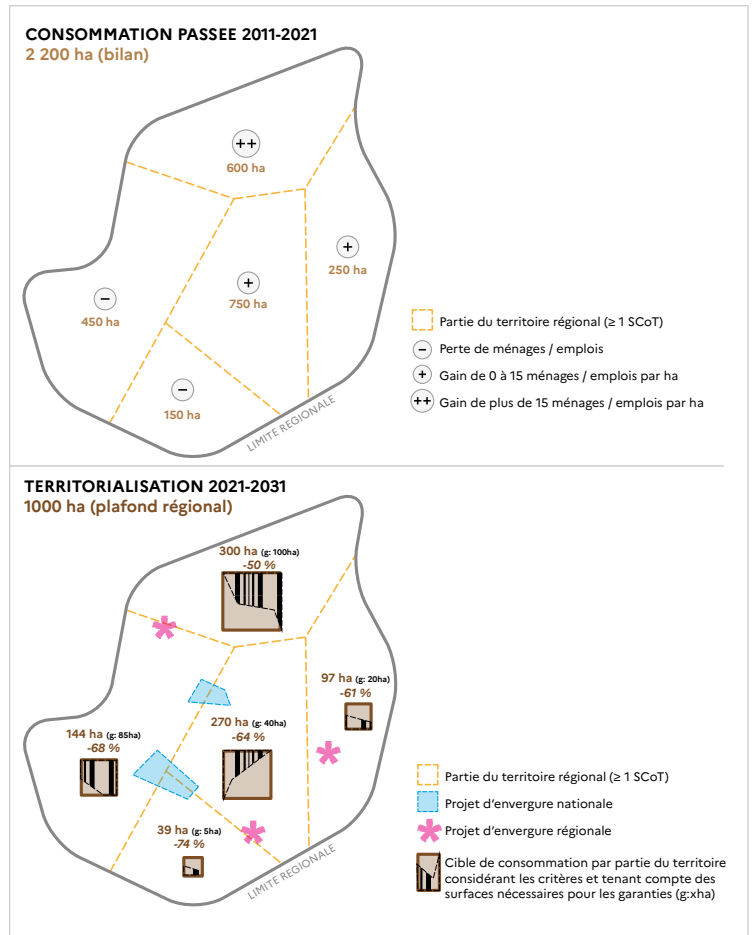 CONSOMMATION PASSEE 2011-2021
2 200 ha (bilan)
++
600 ha
+
250 ha
+
750 ha
−
450 ha
−
150 ha
LIMITE REGIONALE
Partie du territoire régional (≥ 1 SCoT)
− Perte de ménages / emplois
+ Gain de 0 à 15 ménages / emplois par ha
++ Gain de plus de 15 ménages / emplois par ha
TERRITORIALISATION 2021-2031
1000 ha (plafond régional)
300 ha (g: 100ha)
-50 %
97 ha (g: 20ha)
-61 %
270 ha (g: 40ha)
-64 %
144 ha (g: 85ha)
-68 %
39 ha (g: 5ha)
-74 %
LIMITE REGIONALE
Partie du territoire régional (≥ 1 SCoT)
Projet d'envergure nationale
Projet d'envergure régionale
Cible de consommation par partie du territoire
considérant les critères et tenant compte des
surfaces nécessaires pour les garanties (g:xha)